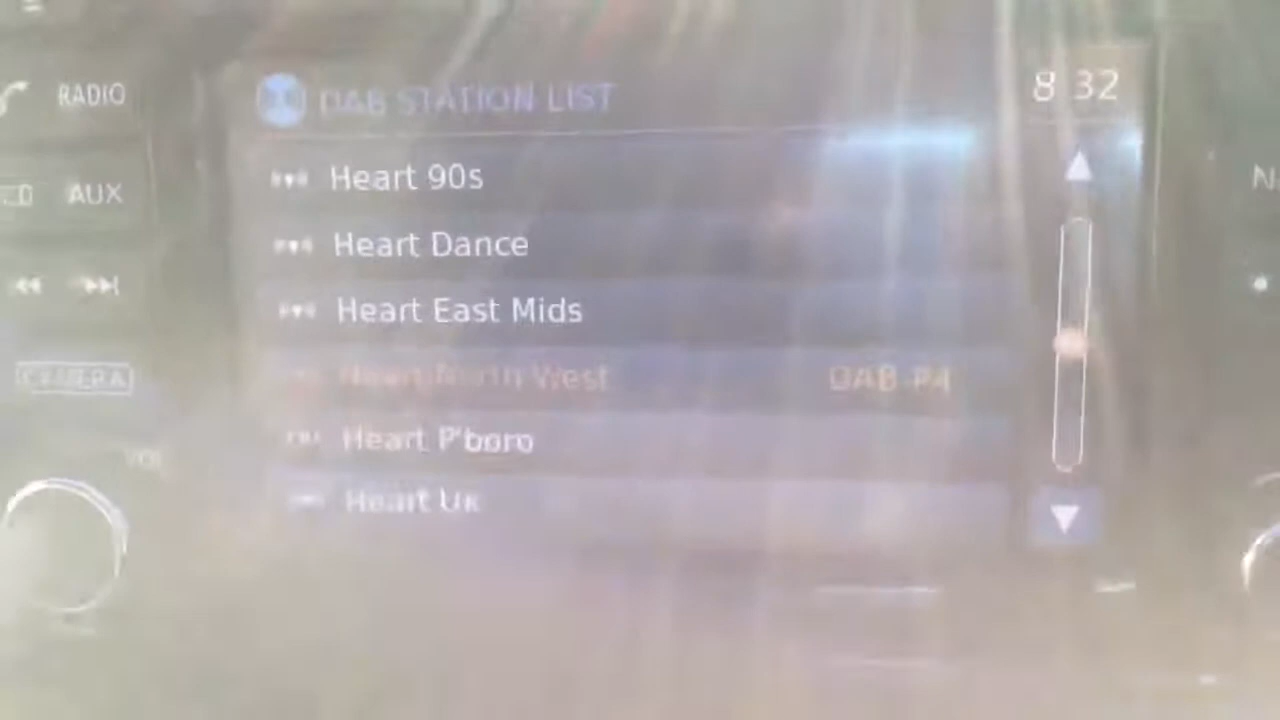 RADIO
DAB STATION LIST
8 32
AUX
Heart 90s
Heart Dance
Heart East Mids
CAMERA
Heart North West DAB-P4
Heart P'boro
VOL
Heart UK